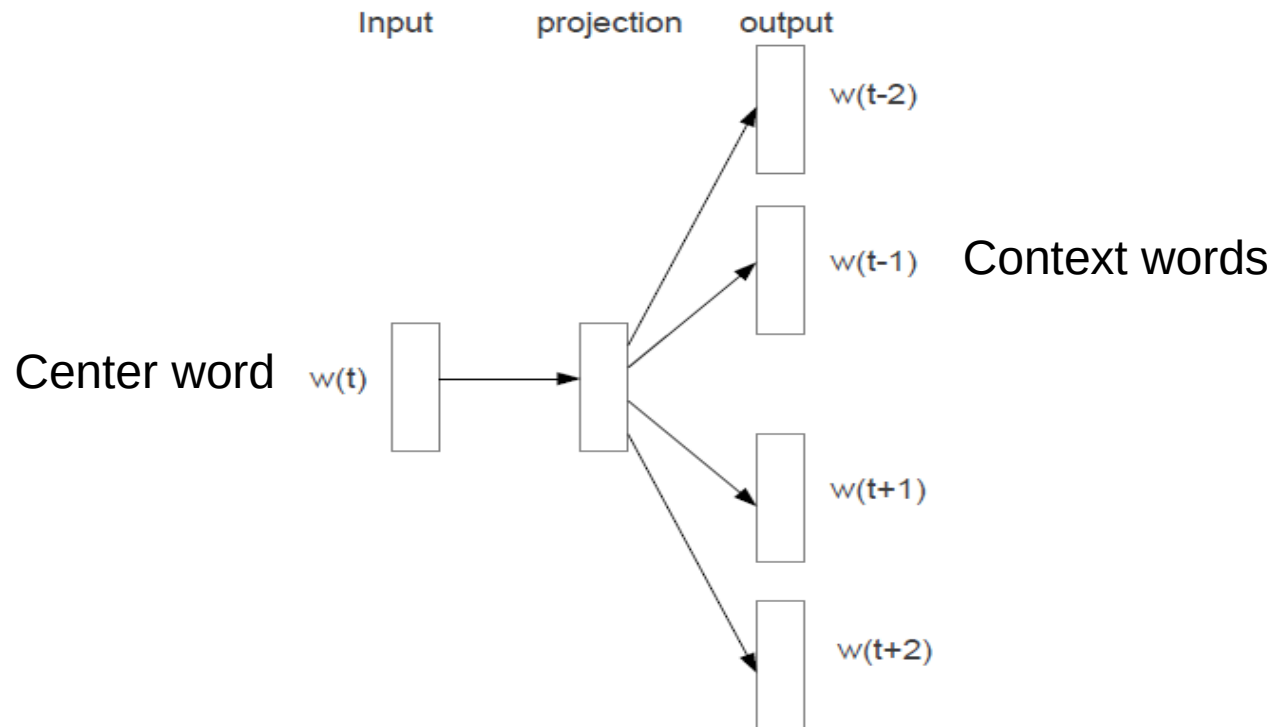 Input projection output
w(t-2)
w(t-1) Context words
Center word w(t)
w(t+1)
w(t+2)